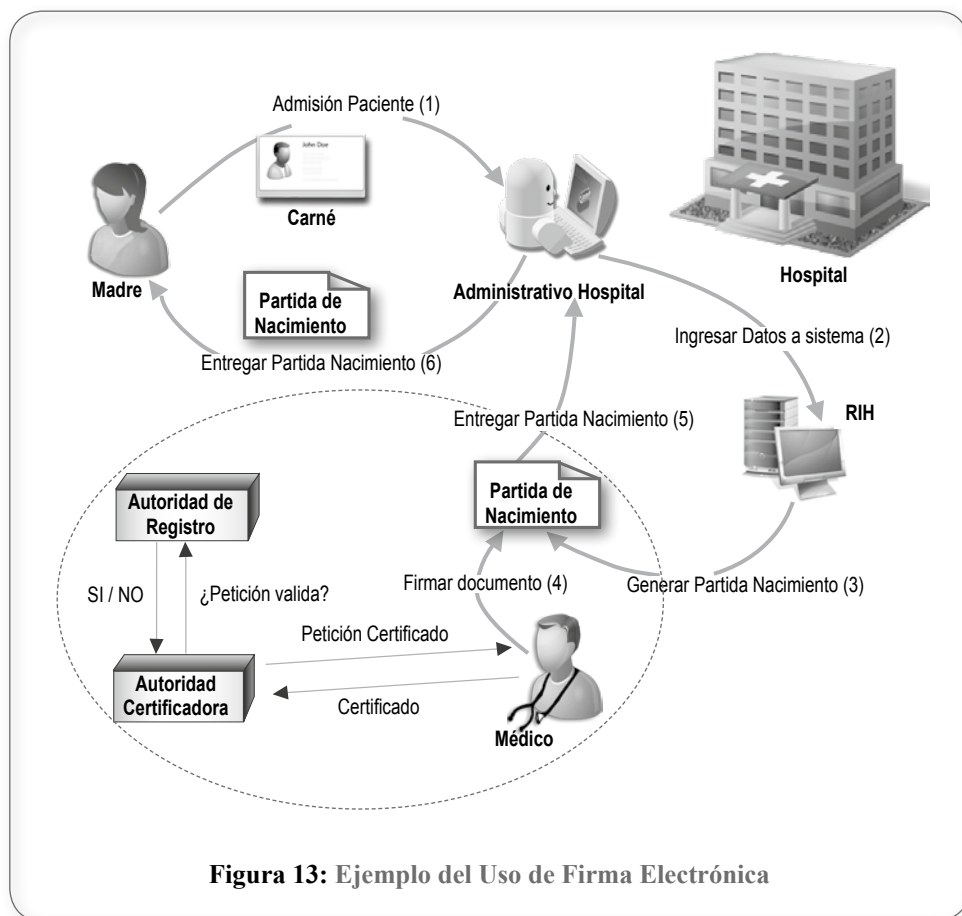 Admisión Paciente (1)
John Doe
Carné
Madre
Administrativo Hospital
Hospital
Partida de
Nacimiento
Entregar Partida Nacimiento (6)
Ingresar Datos a sistema (2)
Entregar Partida Nacimiento (5)
RIH
Autoridad de
Registro
Partida de
Nacimiento
SI / NO
¿Petición valida?
Firmar documento (4)
Generar Partida Nacimiento (3)
Petición Certificado
Autoridad
Certificadora
Certificado
Médico
Figura 13: Ejemplo del Uso de Firma Electrónica